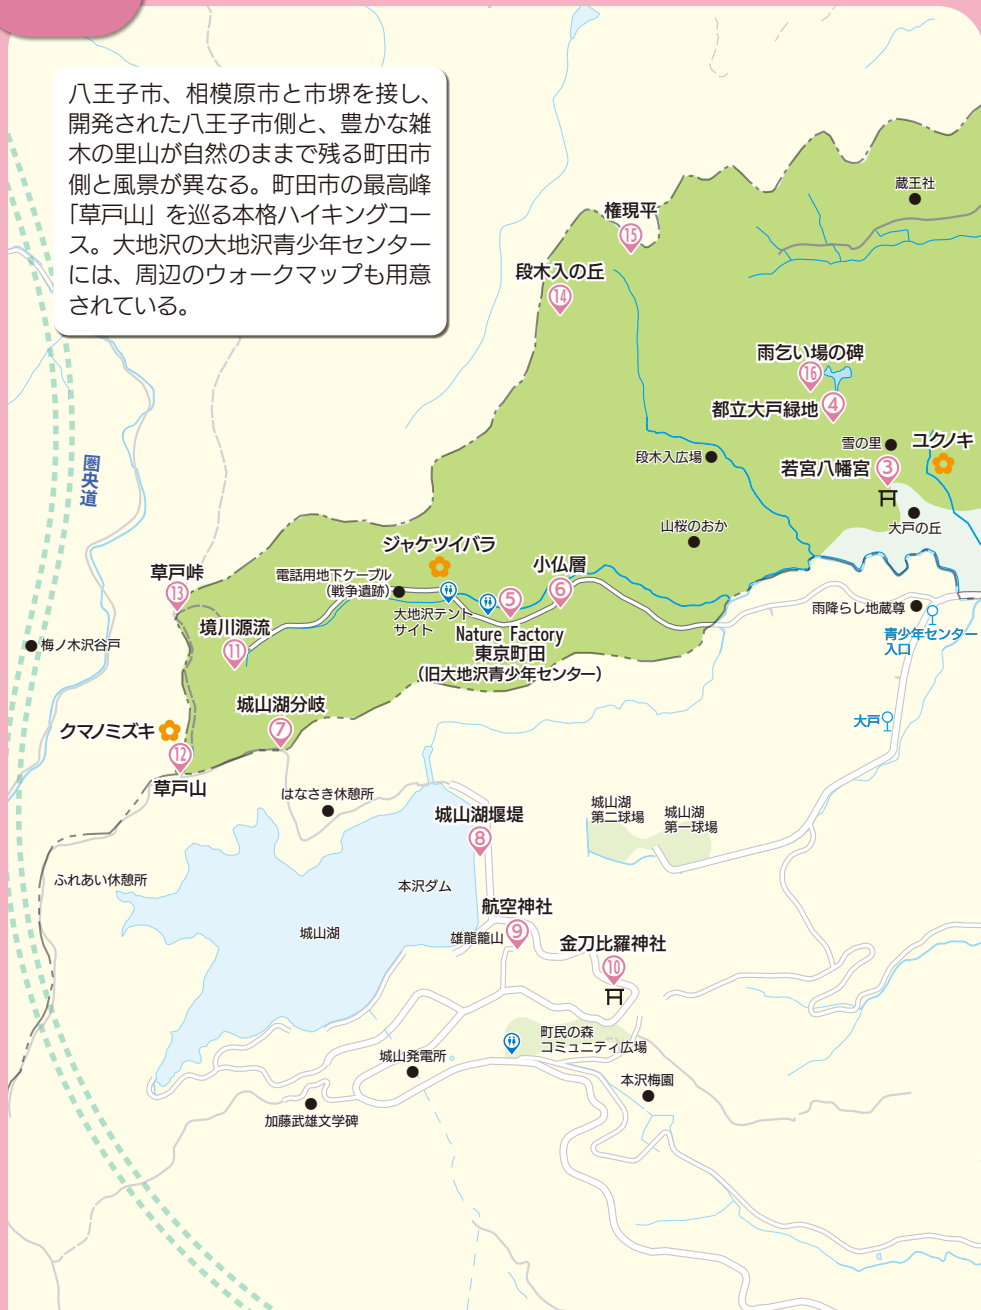 八王子市、相模原市と市堺を接し、
開発された八王子市側と、豊かな雑
木の里山が自然のままで残る町田市
側と風景が異なる。町田市の最高峰
「草戸山」を巡る本格ハイキングコー
ス。大地沢の大地沢青少年センター
には、周辺のウォークマップも用意
されている。
蔵王社
権現平
⑮
段木入の丘
⑭
雨乞い場の碑
⑯
都立大戸緑地
④
雪の里
ユクノキ
若宮八幡宮
③
段木入広場
圏央道
大戸の丘
山桜のおか
ジャケツイバラ
小仏層
⑥
草戸峠
⑬
電話用地下ケーブル
（戦争遺跡）
大地沢テント
サイト
⑤
Nature Factory
東京町田
（旧大地沢青少年センター）
雨降らし地蔵尊
青少年センター
入口
境川源流
⑪
梅ノ木沢谷戸
城山湖分岐
⑦
大戸
クマノミズキ
⑫
草戸山
はなさき休憩所
城山湖堰堤
⑧
城山湖
第二球場
城山湖
第一球場
ふれあい休憩所
本沢ダム
航空神社
⑨
城山湖
雄龍籠山
金刀比羅神社
⑩
町民の森
コミュニティ広場
城山発電所
本沢梅園
加藤武雄文学碑